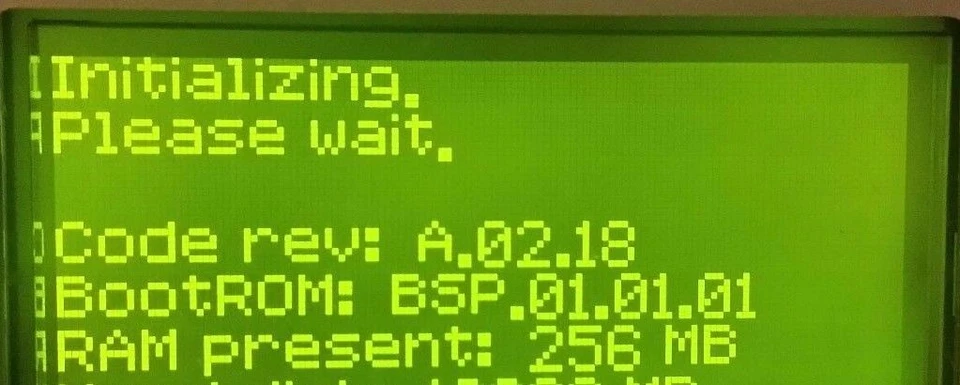 Initializing.
Please wait.
Code rev: A.02.18
BootROM: BSP.01.01.01
RAM present: 256 MB